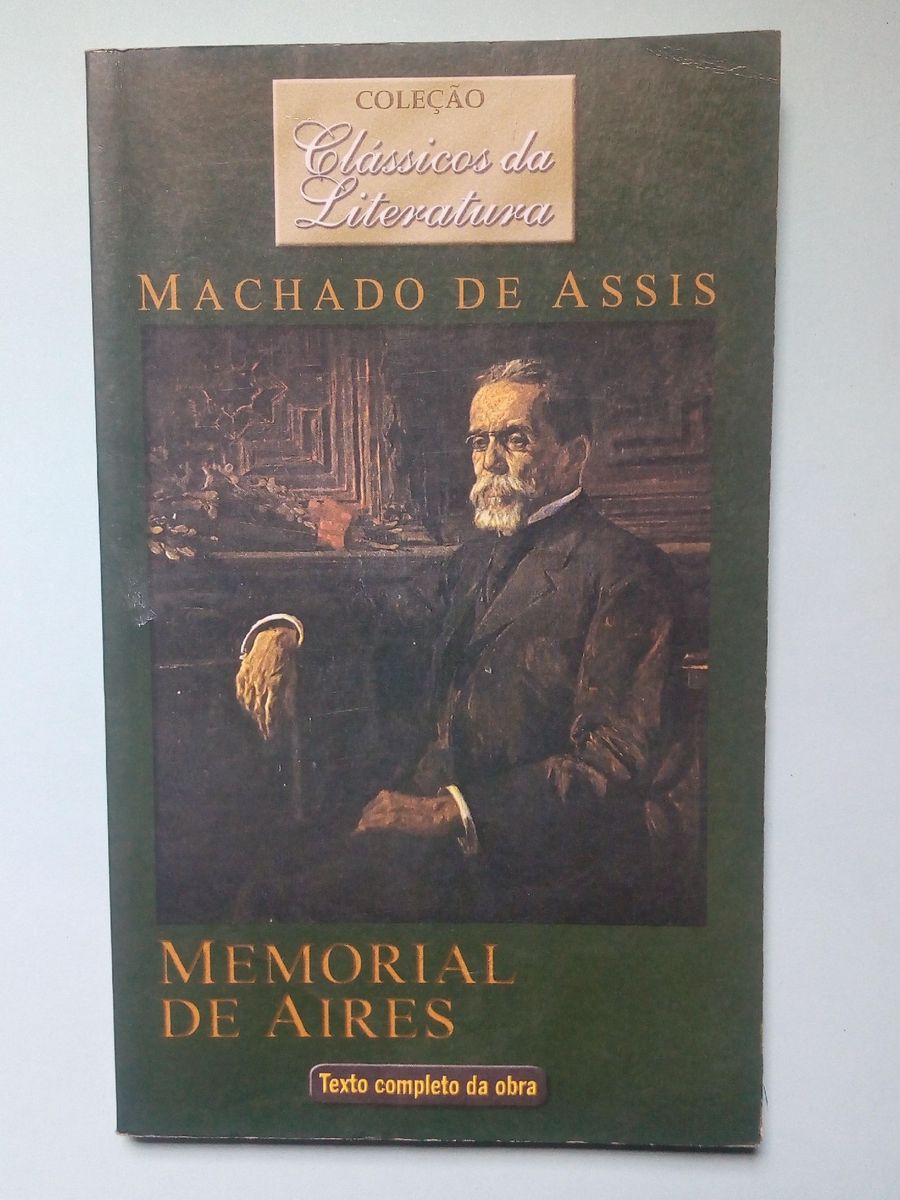 COLEÇÃO
Clássicos da
Literatura
MACHADO DE ASSIS
MEMORIAL
DE AIRES
Texto completo da obra